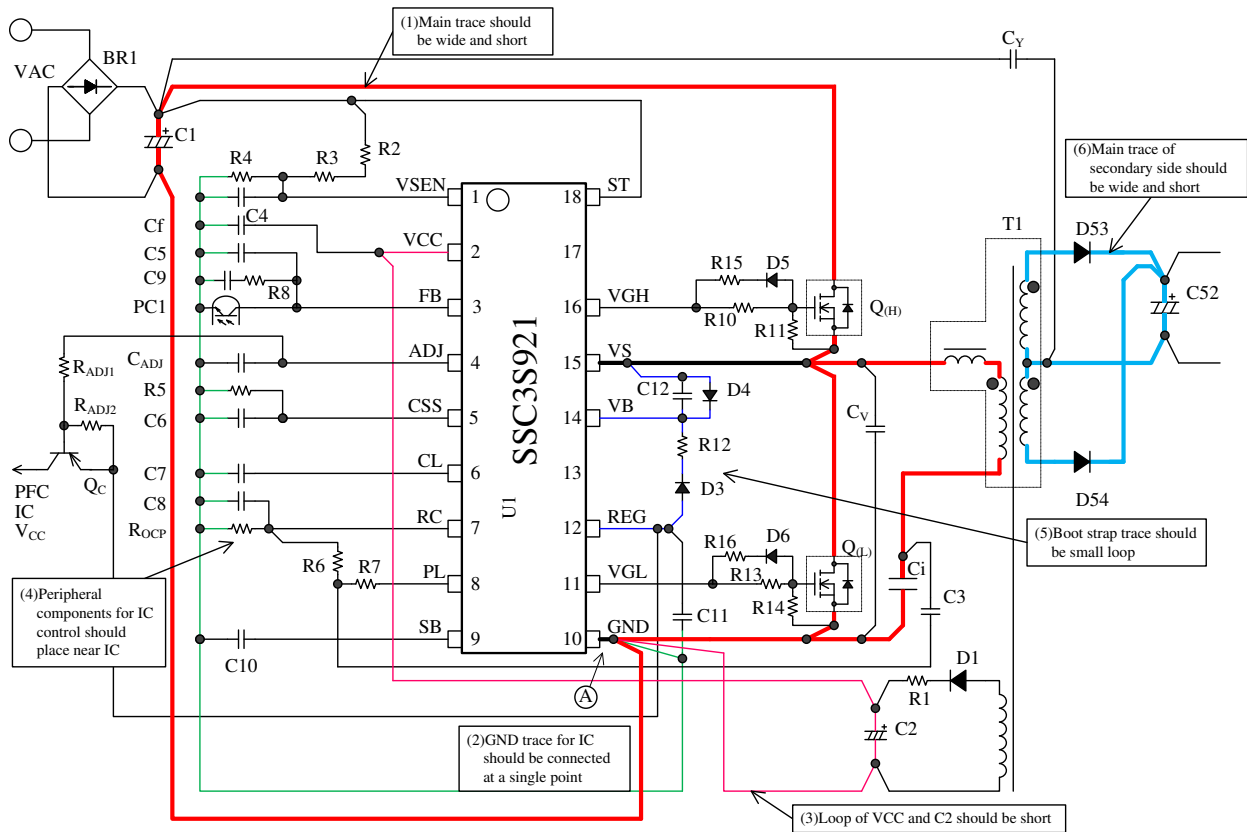 (1)Main trace should
be wide and short
CY
VAC
BR1
C1
R2
R4
R3
VSEN
1
18
ST
(6)Main trace of
secondary side should
be wide and short
Cf
C4
VCC
2
17
T1
D53
C5
C9
R8
R15
D5
Q(H)
C52
PC1
FB
3
16
VGH
R10
R11
RADJ1
CADJ
ADJ
4
15
VS
R5
C12
D4
RADJ2
C6
CSS
5
14
VB
CV
R12
SSC3S921
U1
C7
CL
6
13
D3
QC
PFC
IC
VCC
C8
D54
ROCP
RC
7
12
REG
(5)Boot strap trace should
be small loop
R6
R7
PL
8
11
VGL
R16
D6
Q(L)
R13
R14
Ci
C3
(4)Peripheral
components for IC
control should
place near IC
C10
SB
9
10
GND
C11
A
D1
R1
C2
(2)GND trace for IC
should be connected
at a single point
(3)Loop of VCC and C2 should be short